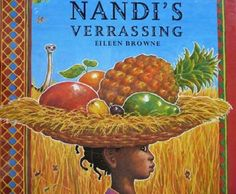 NANDI'S
VERRASSING
EILEEN BROWNE